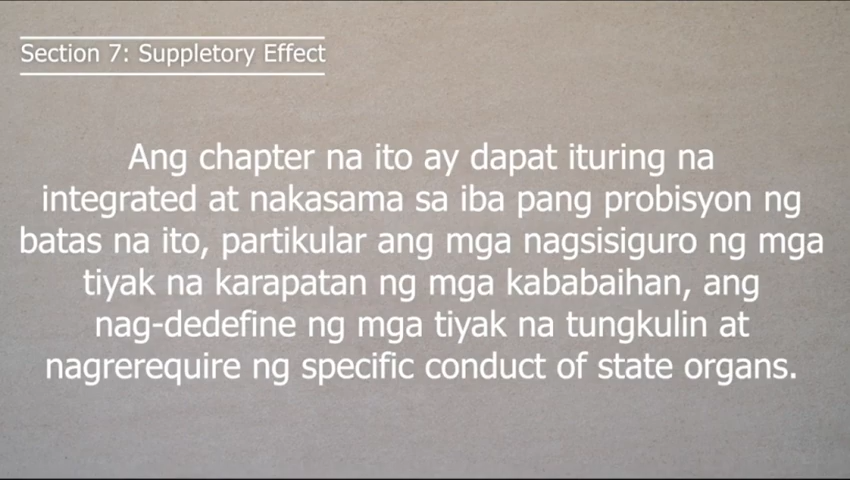 Section 7: Suppletory Effect
Ang chapter na ito ay dapat ituring na
integrated at nakasama sa iba pang probisyon ng
batas na ito, partikular ang mga nagsisiguro ng mga
tiyak na karapatan ng mga kababaihan, ang
nag-dedefine ng mga tiyak na tungkulin at
nagrerequire ng specific conduct of state organs.